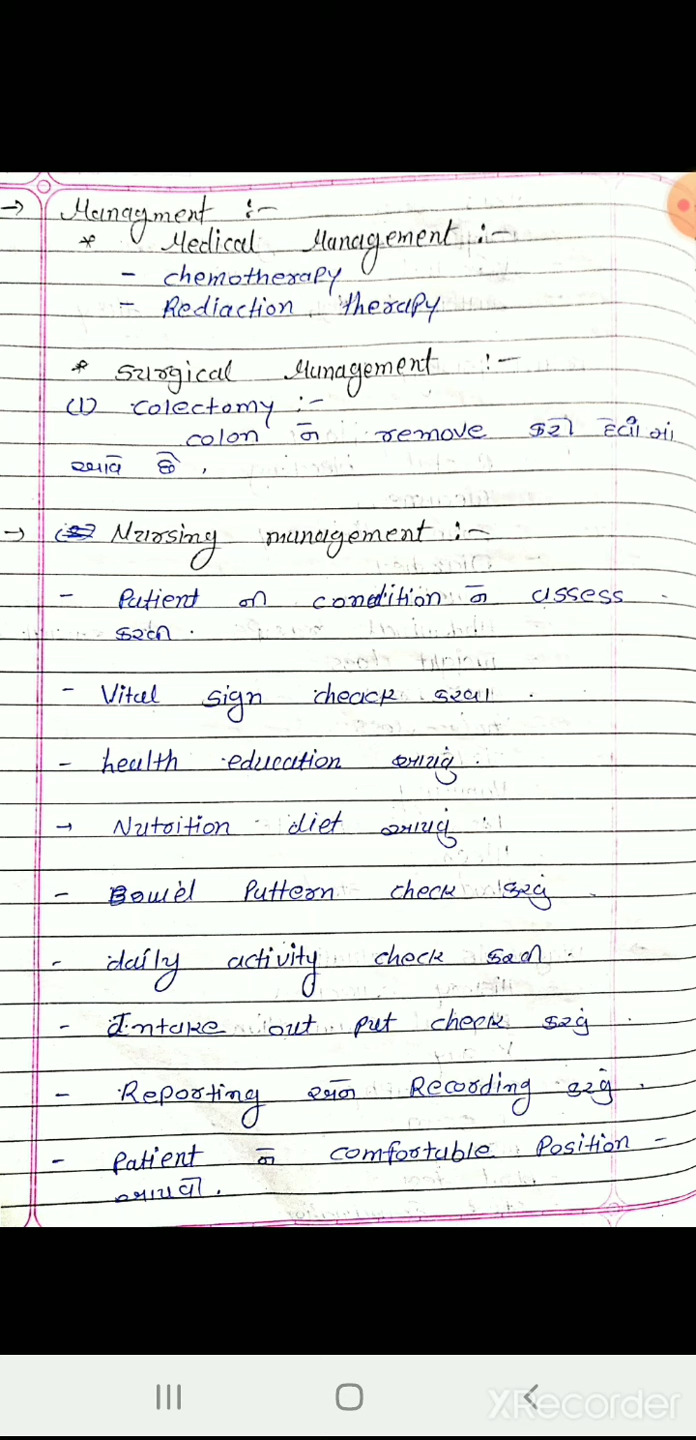 → Managment :-
* Medical Management :-
- chemotherapy
- Rediaction therapy
* Surgical Management :-
(1) Colectomy :-
colon ને remove કરી દેવામાં
આવે છે.
→ Nursing management :-
- Patient ની condition ને assess
કરવી.
- Vital sign cheack કરવા.
- health education આપવું.
→ Nutrition diet આપવું.
- Bowel Pattern check કરવું.
- daily activity check કરવી.
- Intake out put check કરવું.
- Reporting અને Recording કરવું.
- Patient ને comfortable Position -
આપવી.
XRecorder